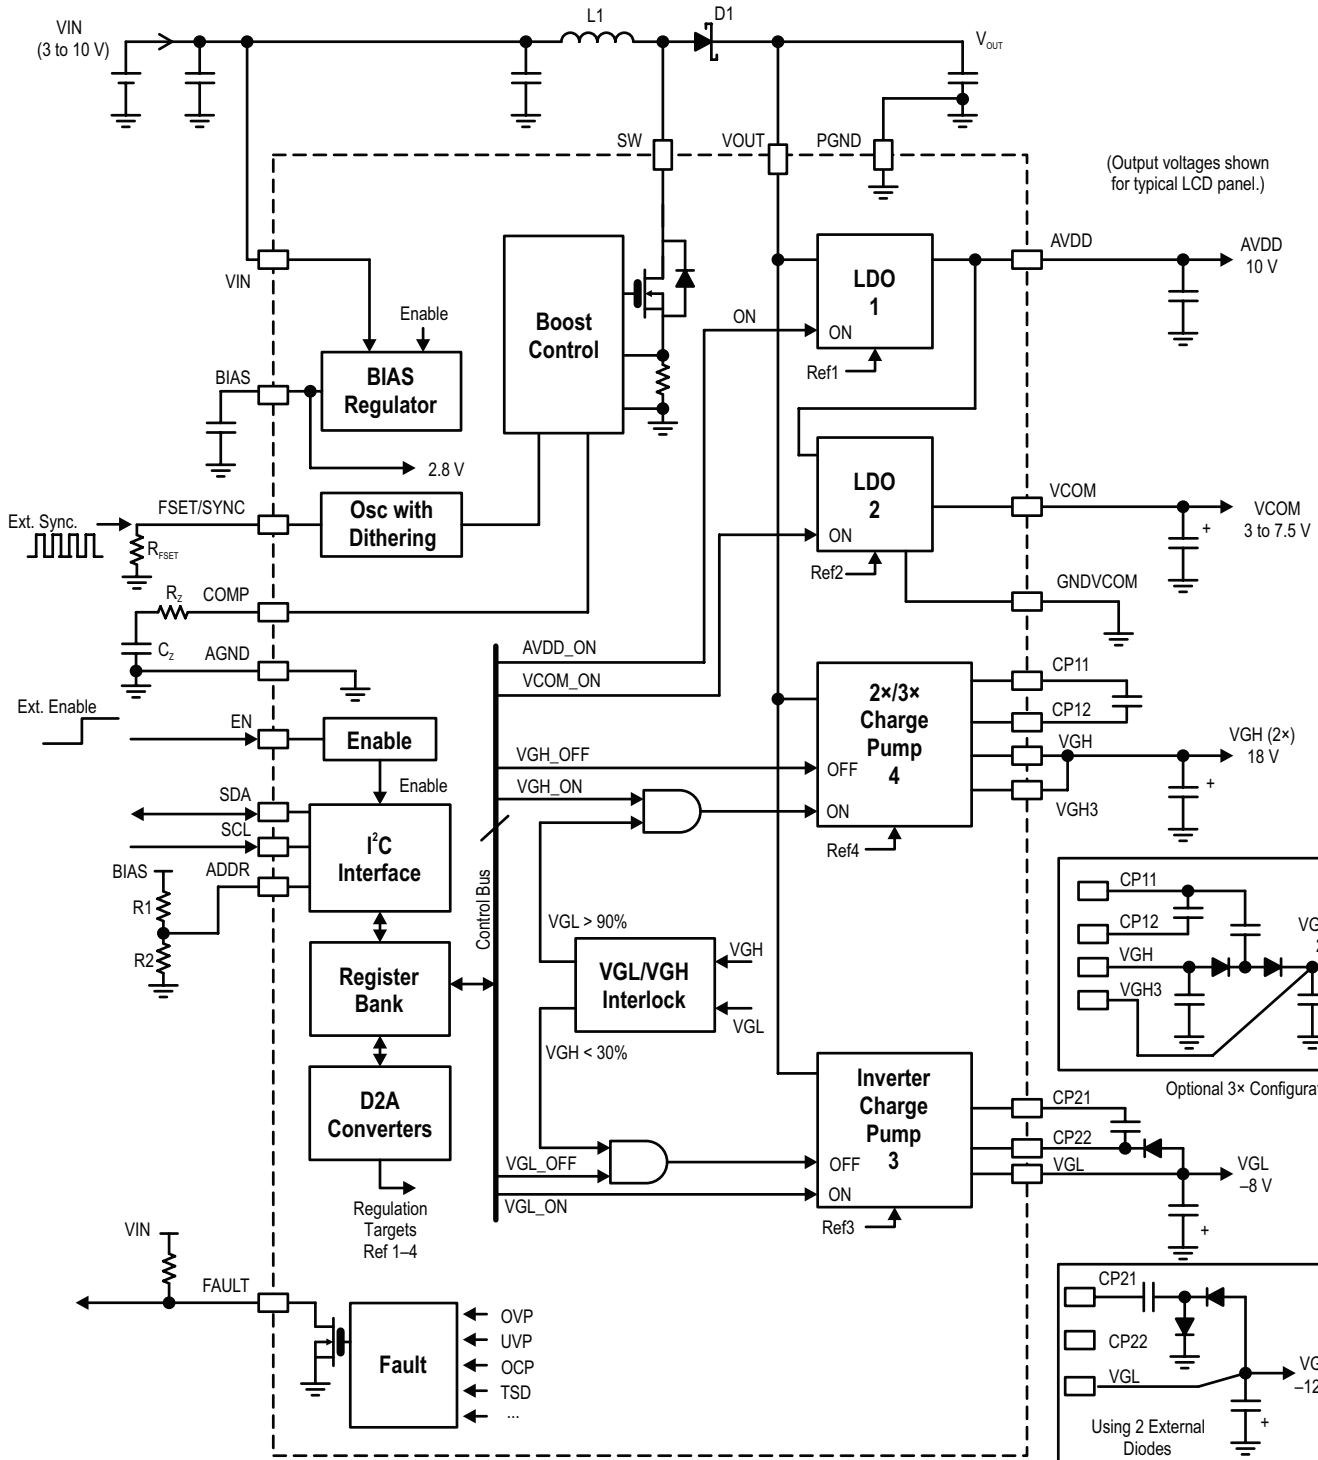 VIN
(3 to 10 V)
L1
D1
VOUT
SW
VOUT
PGND
(Output voltages shown
for typical LCD panel.)
VIN
Enable
BIAS
Regulator
BIAS
2.8 V
Boost
Control
ON
LDO
1
ON
Ref1
AVDD
AVDD
10 V
LDO
2
ON
Ref2
VCOM
VCOM
3 to 7.5 V
GNDVCOM
Ext. Sync.
FSET/SYNC
RFSET
Osc with
Dithering
RZ
COMP
CZ
AGND
Ext. Enable
EN
Enable
Enable
SDA
SCL
ADDR
BIAS
R1
R2
I²C
Interface
Register
Bank
D2A
Converters
Regulation
Targets
Ref 1–4
Control Bus
AVDD_ON
VCOM_ON
VGH_OFF
VGH_ON
VGL > 90%
VGL/VGH
Interlock
VGH
VGL
VGH < 30%
VGL_OFF
VGL_ON
2×/3×
Charge
Pump
4
OFF
ON
Ref4
CP11
CP12
VGH
VGH3
VGH (2×)
18 V
CP11
CP12
VGH
VGH3
Optional 3×
Inverter
Charge
Pump
3
OFF
ON
Ref3
CP21
CP22
VGL
VGL
–8 V
VIN
FAULT
Fault
OVP
UVP
OCP
TSD
...
CP21
CP22
VGL
Using 2 External
Diodes